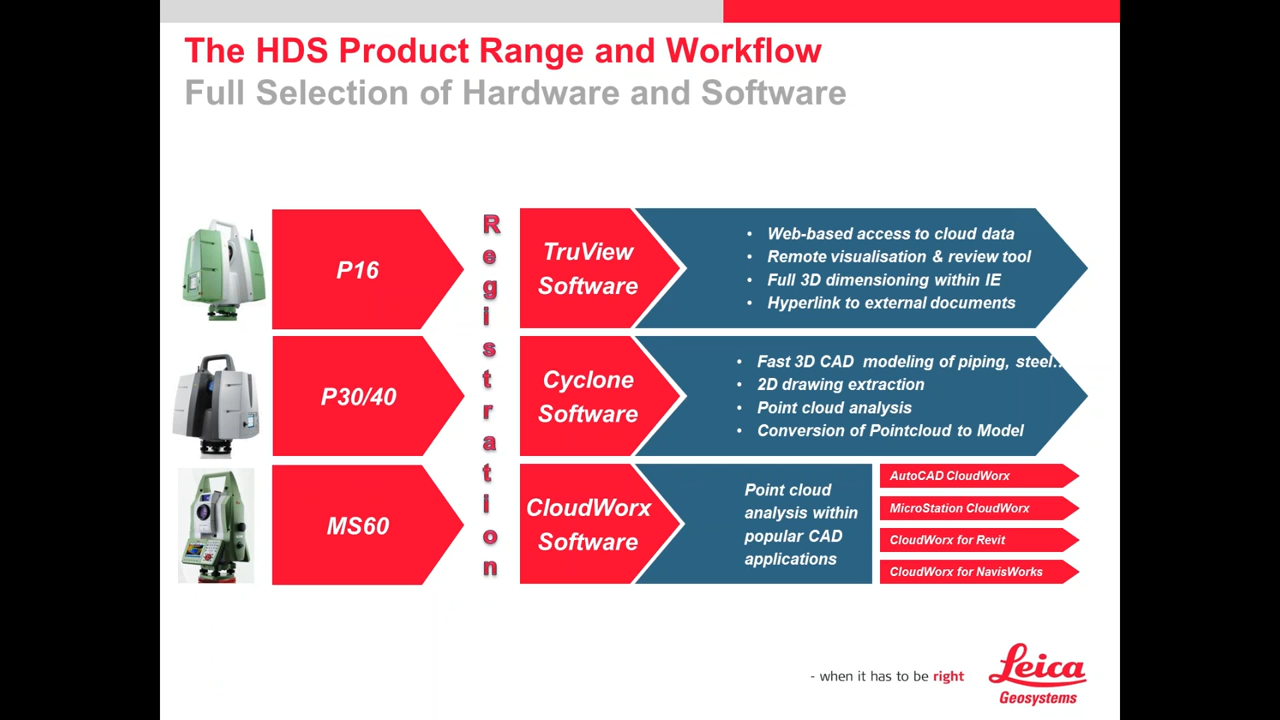 The HDS Product Range and Workflow
Full Selection of Hardware and Software
P16
P30/40
MS60
Registration
TruView
Software
• Web-based access to cloud data
• Remote visualisation & review tool
• Full 3D dimensioning within IE
• Hyperlink to external documents
Cyclone
Software
• Fast 3D CAD modeling of piping, steel..
• 2D drawing extraction
• Point cloud analysis
• Conversion of Pointcloud to Model
CloudWorx
Software
Point cloud
analysis within
popular CAD
applications
AutoCAD CloudWorx
MicroStation CloudWorx
CloudWorx for Revit
CloudWorx for NavisWorks
- when it has to be right
Leica
Geosystems